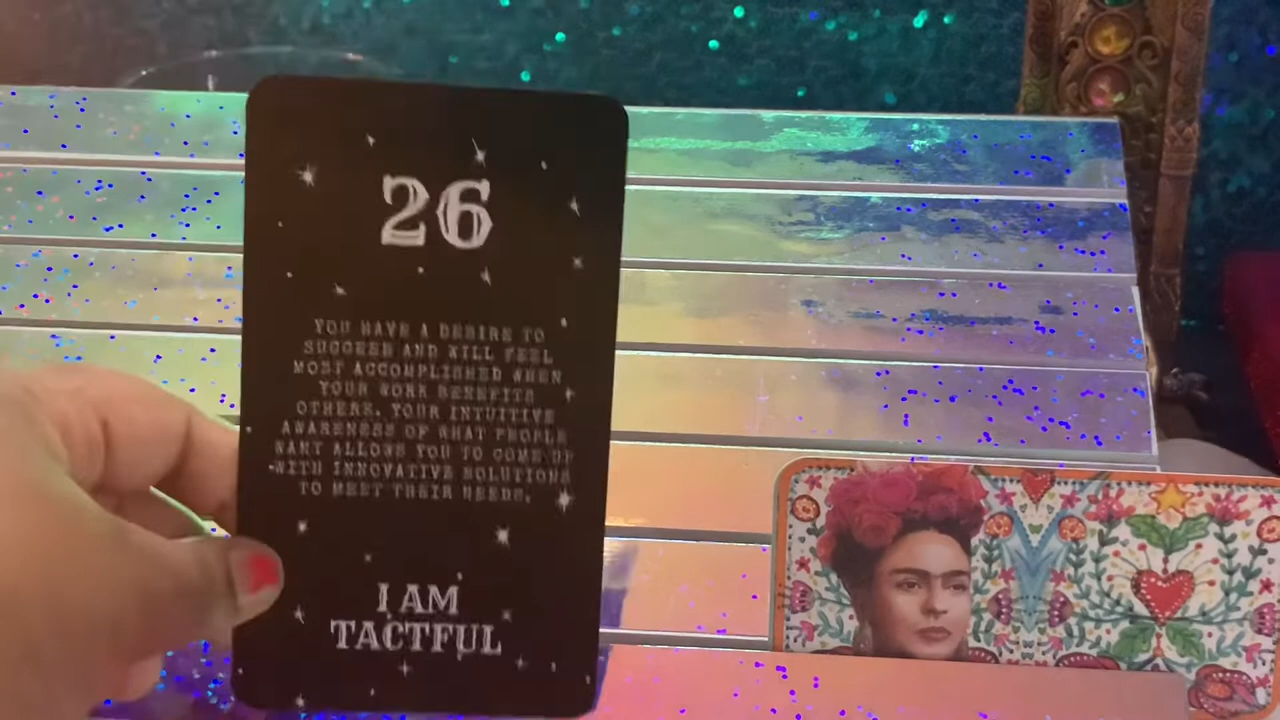 26
YOU HAVE A DESIRE TO
SUCCEED AND WILL FEEL
MOST ACCOMPLISHED WHEN
YOUR WORK BENEFITS
OTHERS. YOUR INTUITIVE
AWARENESS OF WHAT PEOPLE
WANT ALLOWS YOU TO COME UP
WITH INNOVATIVE SOLUTIONS
TO MEET THEIR NEEDS.
I AM
TACTFUL